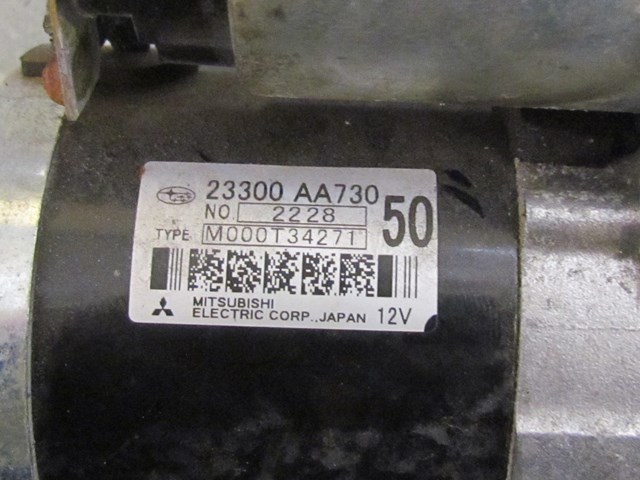 23300 AA730
NO. 2228 50
TYPE M000T34271
MITSUBISHI
ELECTRIC CORP., JAPAN 12V